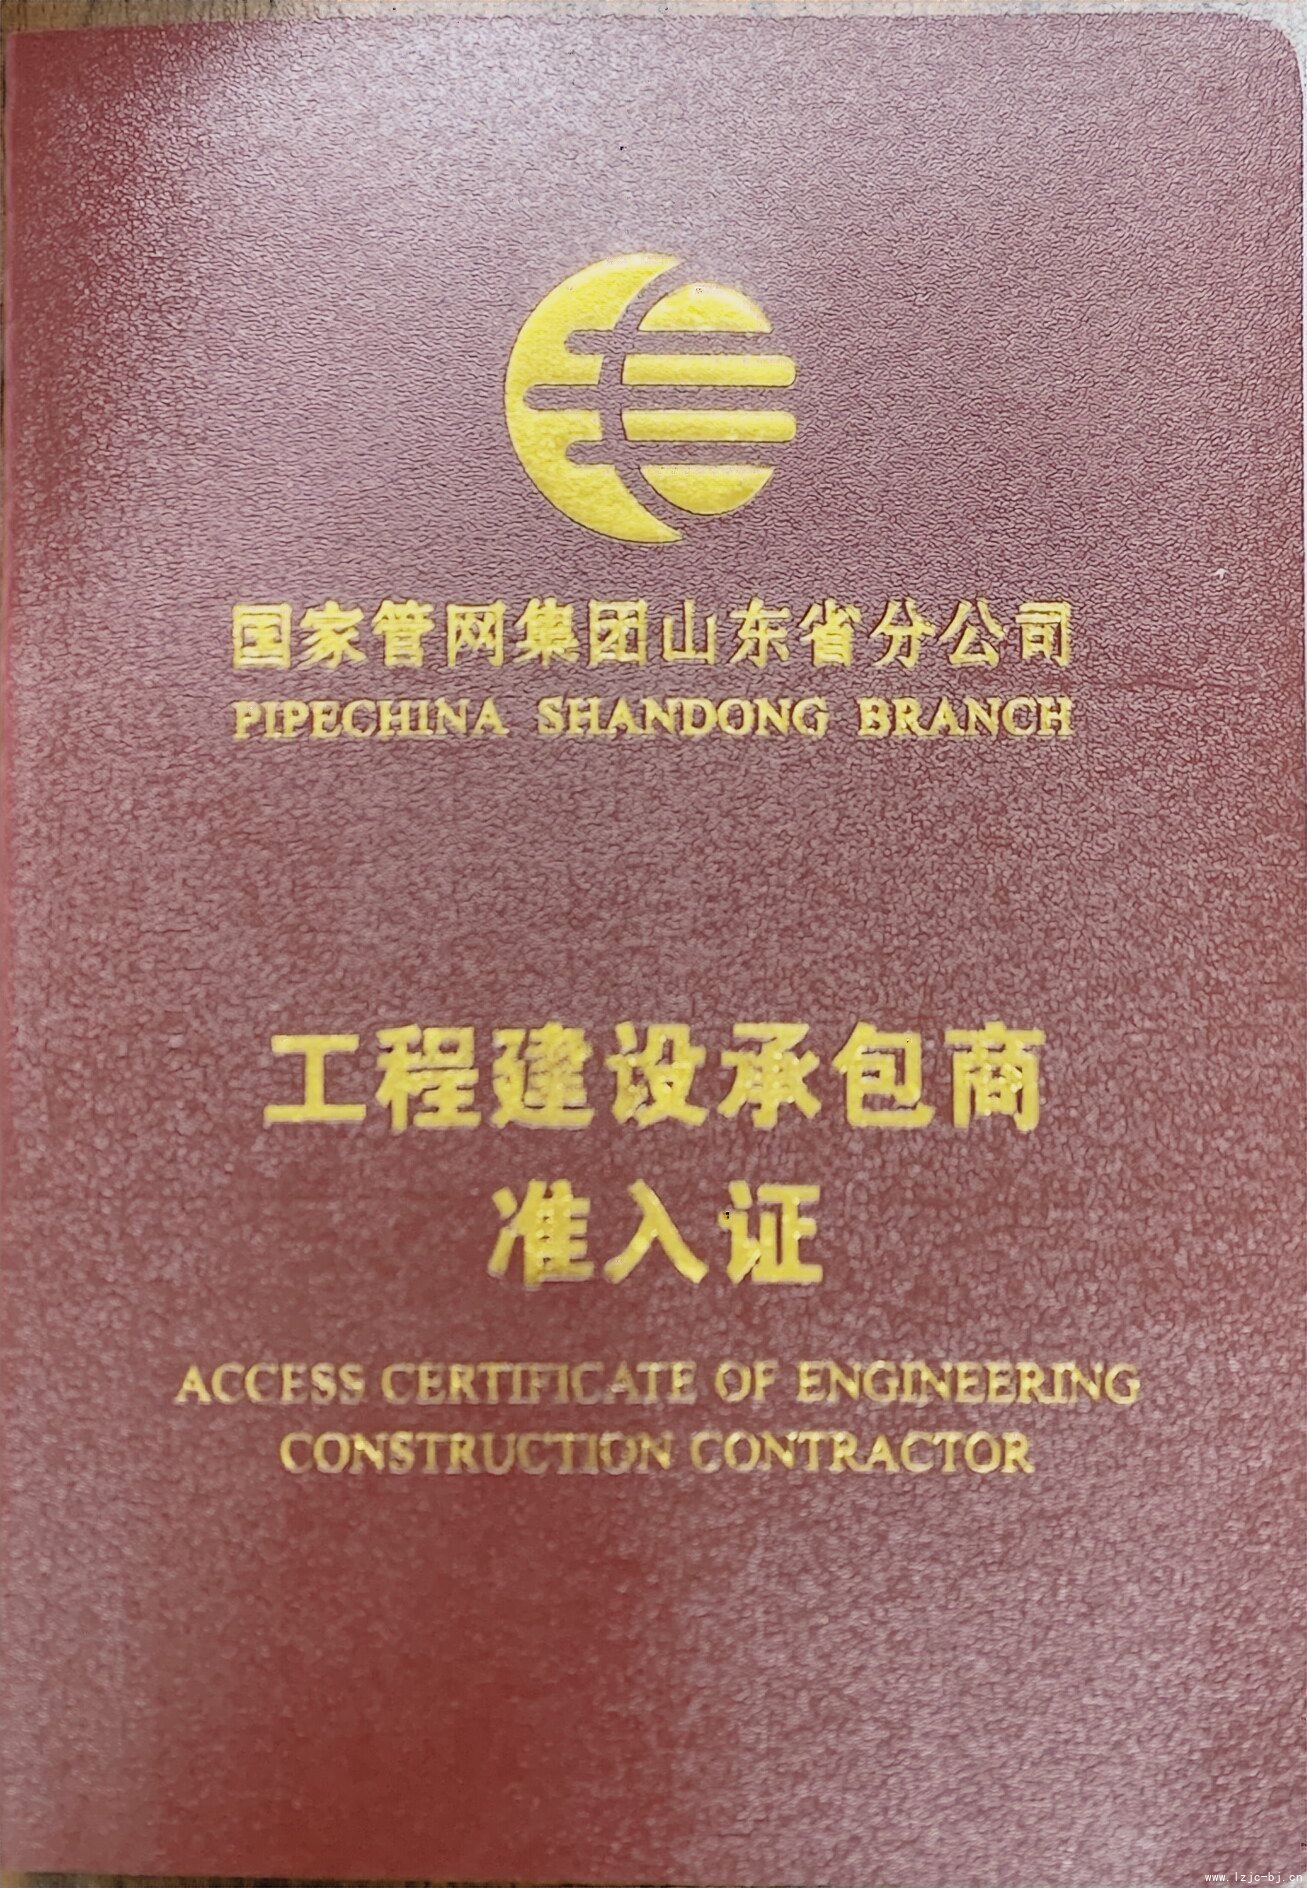 国家管网集团山东省分公司
PIPECHINA SHANDONG BRANCH
工程建设承包商
准入证
ACCESS CERTIFICATE OF ENGINEERING
CONSTRUCTION CONTRACTOR
www.lzjc-bj.cn